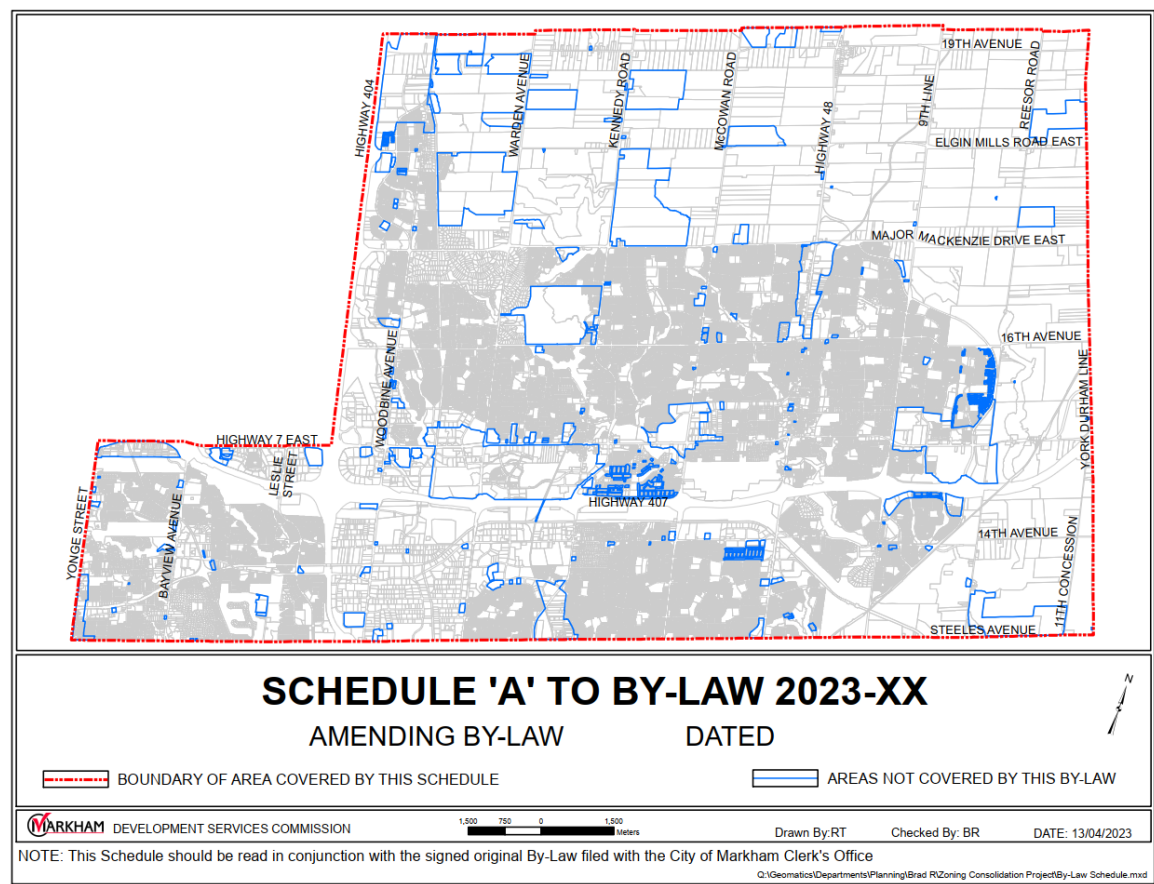 19TH AVENUE
HIGHWAY 404
WARDEN AVENUE
KENNEDY ROAD
McCOWAN ROAD
HIGHWAY 48
9TH LINE
REESOR ROAD
ELGIN MILLS ROAD EAST
MAJOR MACKENZIE DRIVE EAST
16TH AVENUE
WOODBINE AVENUE
YORK DURHAM LINE
HIGHWAY 7 EAST
LESLIE
STREET
HIGHWAY 407
YONGE STREET
BAYVIEW AVENUE
14TH AVENUE
11TH CONCESSION
STEELES AVENUE
SCHEDULE 'A' TO BY-LAW 2023-XX
AMENDING BY-LAW DATED
N
BOUNDARY OF AREA COVERED BY THIS SCHEDULE
AREAS NOT COVERED BY THIS BY-LAW
MARKHAM DEVELOPMENT SERVICES COMMISSION
1,500 750 0 1,500
Meters
Drawn By:RT Checked By: BR DATE: 13/04/2023
NOTE: This Schedule should be read in conjunction with the signed original By-Law filed with the City of Markham Clerk's Office
Q:\Geomatics\Departments\Planning\Brad R\Zoning Consolidation Project\By-Law Schedule.mxd